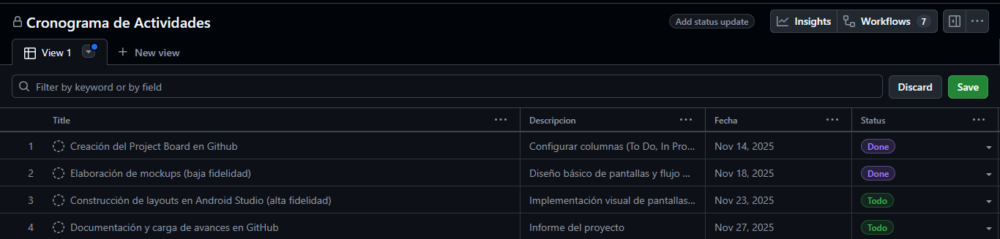 Cronograma de Actividades
Add status update
Insights
Workflows 7
View 1
New view
Filter by keyword or by field
Discard
Save
Title Descripcion Fecha Status
1 Creación del Project Board en Github Configurar columnas (To Do, In Pro... Nov 14, 2025 Done
2 Elaboración de mockups (baja fidelidad) Diseño básico de pantallas y flujo ... Nov 18, 2025 Done
3 Construcción de layouts en Android Studio (alta fidelidad) Implementación visual de pantallas... Nov 23, 2025 Todo
4 Documentación y carga de avances en GitHub Informe del proyecto Nov 27, 2025 Todo